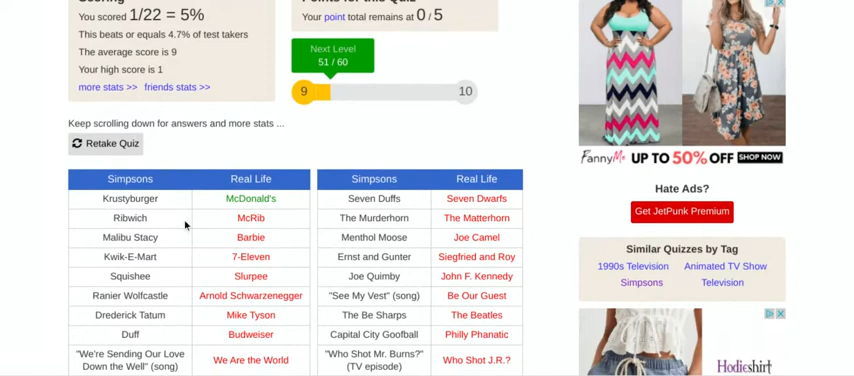 Scoring
You scored 1/22 = 5%
This beats or equals 4.7% of test takers
The average score is 9
Your high score is 1
more stats >> friends stats >>
Points for this Quiz
Your point total remains at 0 / 5
Next Level
51 / 60
9 10
Keep scrolling down for answers and more stats ...
Retake Quiz
Simpsons Real Life
Krustyburger McDonald's
Ribwich McRib
Malibu Stacy Barbie
Kwik-E-Mart 7-Eleven
Squishee Slurpee
Ranier Wolfcastle Arnold Schwarzenegger
Drederick Tatum Mike Tyson
Duff Budweiser
"We're Sending Our Love
Down the Well" (song) We Are the World
Simpsons Real Life
Seven Duffs Seven Dwarfs
The Murderhorn The Matterhorn
Menthol Moose Joe Camel
Ernst and Gunter Siegfried and Roy
Joe Quimby John F. Kennedy
"See My Vest" (song) Be Our Guest
The Be Sharps The Beatles
Capital City Goofball Philly Phanatic
"Who Shot Mr. Burns?"
(TV episode) Who Shot J.R.?
FannyMe UP TO 50% OFF SHOP NOW
Hate Ads?
Get JetPunk Premium
Similar Quizzes by Tag
1990s Television Animated TV Show
Simpsons Television
Hodieshirt